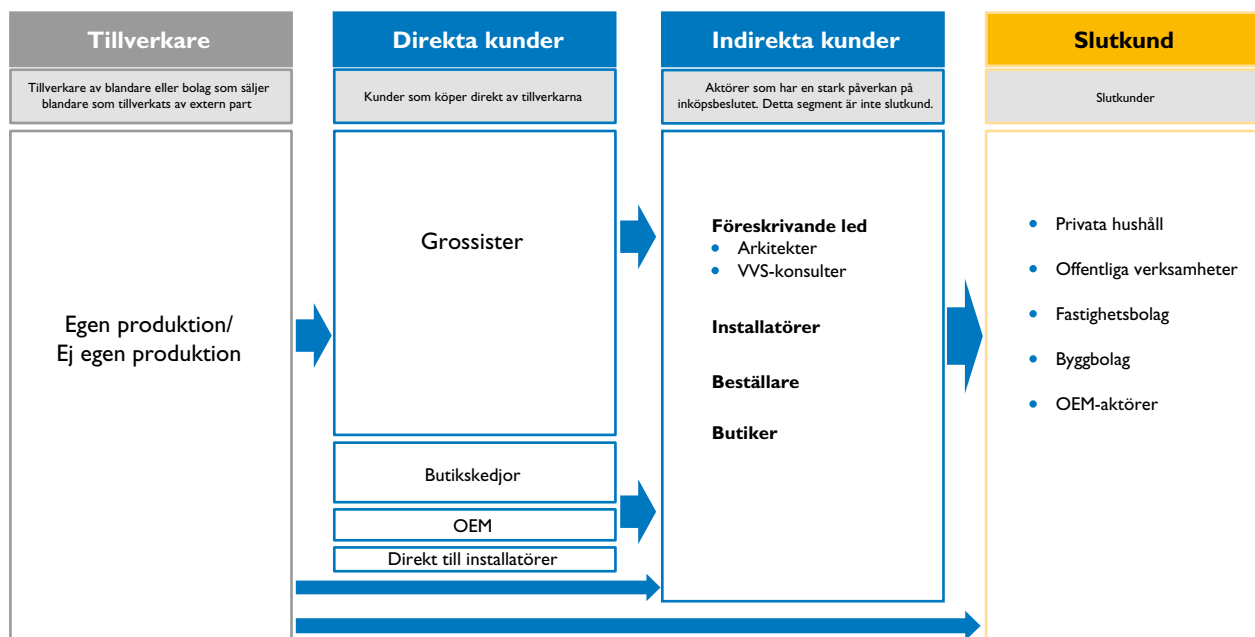 Tillverkare
Tillverkare av blandare eller bolag som säljer
blandare som tillverkats av extern part
Egen produktion/
Ej egen produktion
Direkta kunder
Kunder som köper direkt av tillverkarna
Grossister
Butikskedjor
OEM
Direkt till installatörer
Indirekta kunder
Aktörer som har en stark påverkan på
inköpsbeslutet. Detta segment är inte slutkund.
Föreskrivande led
• Arkitekter
• VVS-konsulter
Installatörer
Beställare
Butiker
Slutkund
Slutkunder
• Privata hushåll
• Offentliga verksamheter
• Fastighetsbolag
• Byggbolag
• OEM-aktörer